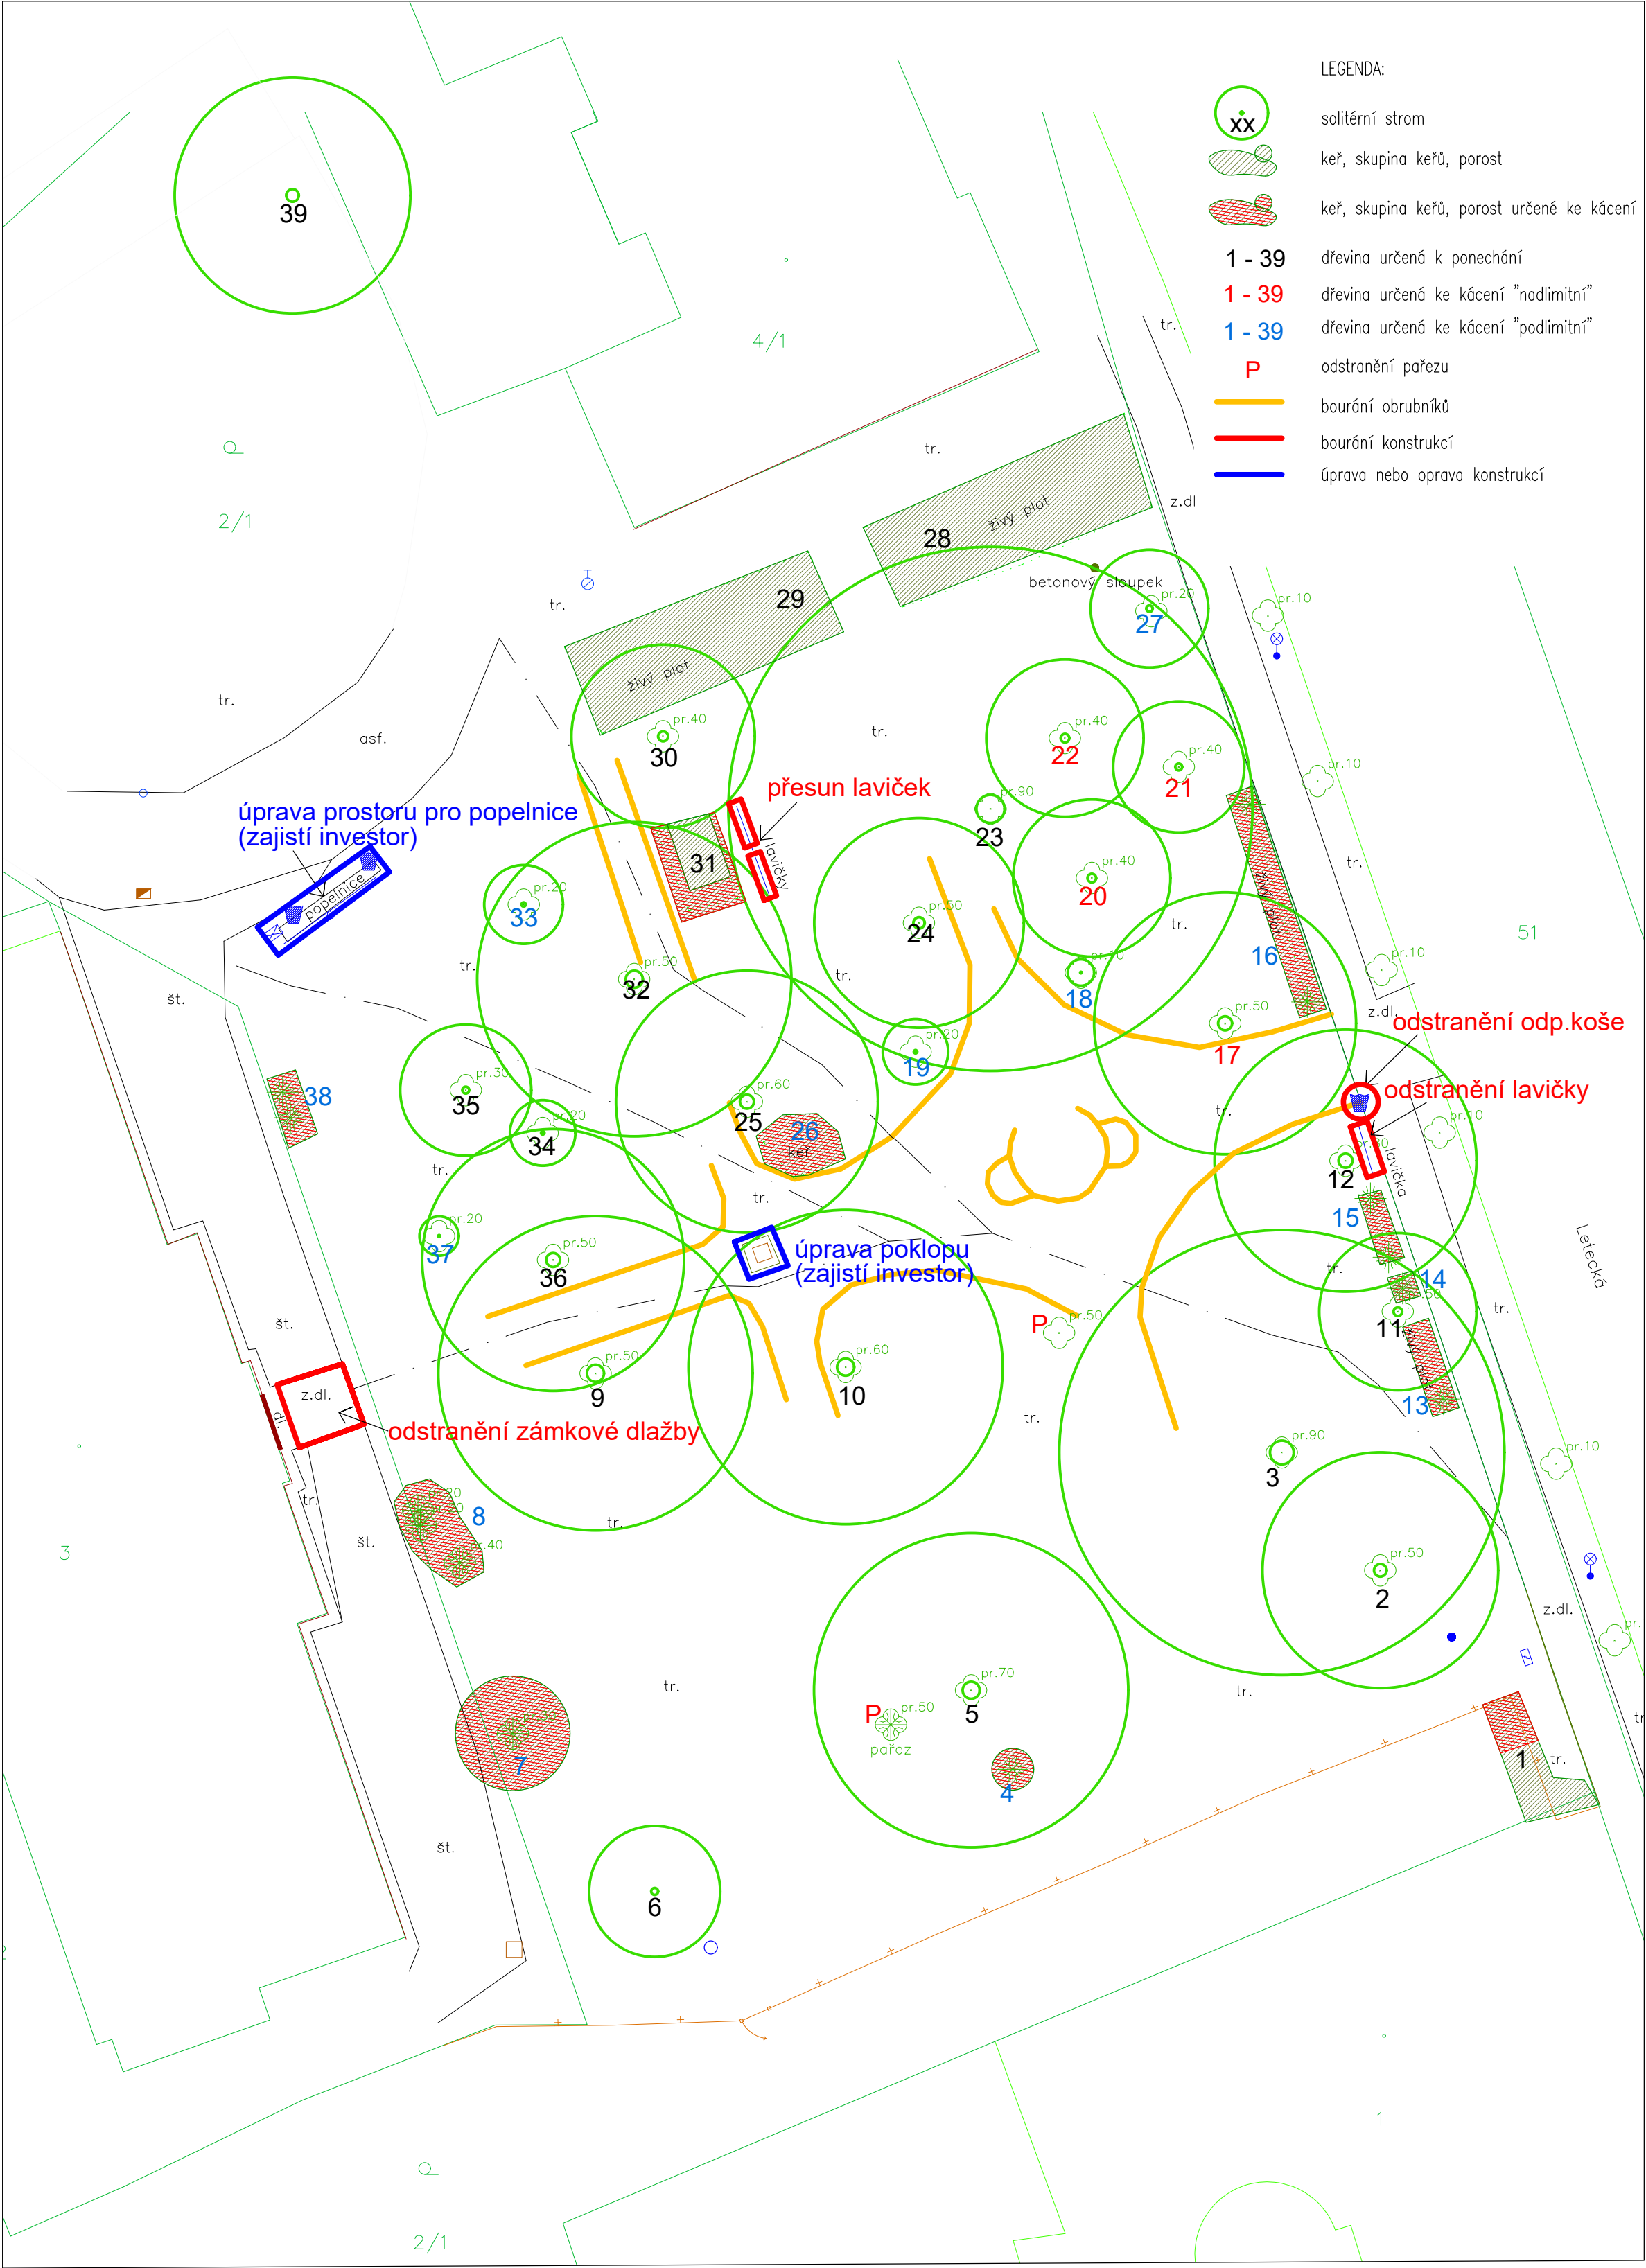 LEGENDA:
xx
solitérní strom
keř, skupina keřů, porost
keř, skupina keřů, porost určené ke kácení
1 - 39
dřevina určená k ponechání
1 - 39
dřevina určená ke kácení "nadlimitní"
1 - 39
dřevina určená ke kácení "podlimitní"
P
odstranění pařezu
bourání obrubníků
bourání konstrukcí
úprava nebo oprava konstrukcí
39
4/1
2/1
tr.
tr.
z.dl
28
živý plot
betonový sloupek
29
živý plot
tr.
pr.20
27
pr.10
tr.
asf.
tr.
pr.40
30
pr.40
22
pr.40
21
pr.10
přesun laviček
úprava prostoru pro popelnice
(zajistí investor)
popelnice
lavičky
31
pr.90
23
pr.40
20
tr.
živý plot
pr.20
33
pr.50
24
tr.
16
51
pr.10
tr.
pr.50
32
tr.
pr.10
18
št.
z.dl.
odstranění odp.koše
pr.50
17
pr.20
19
odstranění lavičky
pr.30
35
38
pr.60
25
26
keř
tr.
pr.10
pr.20
34
tr.
12
lavička
tr.
15
pr.20
37
pr.50
36
úprava poklopu
(zajistí investor)
tr.
14
Letecká
tr.
11
živý plot
13
P
pr.50
št.
z.dl.
dl.
pr.50
9
pr.60
10
tr.
odstranění zámkové dlažby
pr.90
3
pr.10
tr.
8
pr.40
št.
tr.
3
pr.50
2
z.dl.
tr.
pr.70
5
P
pr.50
pařez
tr.
4
7
1
tr.
tr
št.
6
1
2/1